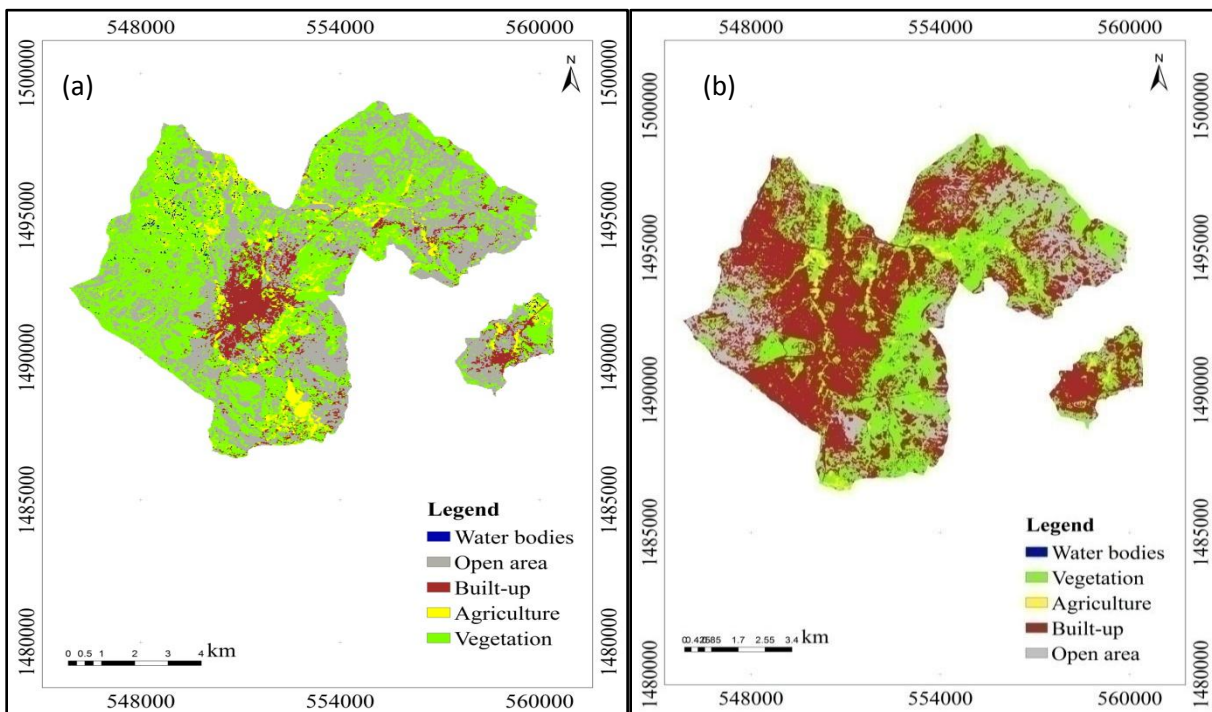 548000 554000 560000
(a)
N
1500000
1495000
1490000
1485000
1480000
1500000
1495000
1490000
1485000
1480000
Legend
Water bodies
Open area
Built-up
Agriculture
Vegetation
0 0.5 1 2 3 4 km
548000 554000 560000
548000 554000 560000
(b)
N
1500000
1495000
1490000
1485000
1480000
1500000
1495000
1490000
1485000
1480000
Legend
Water bodies
Vegetation
Agriculture
Built-up
Open area
0 1.7 2.55 3.4 km
548000 554000 560000